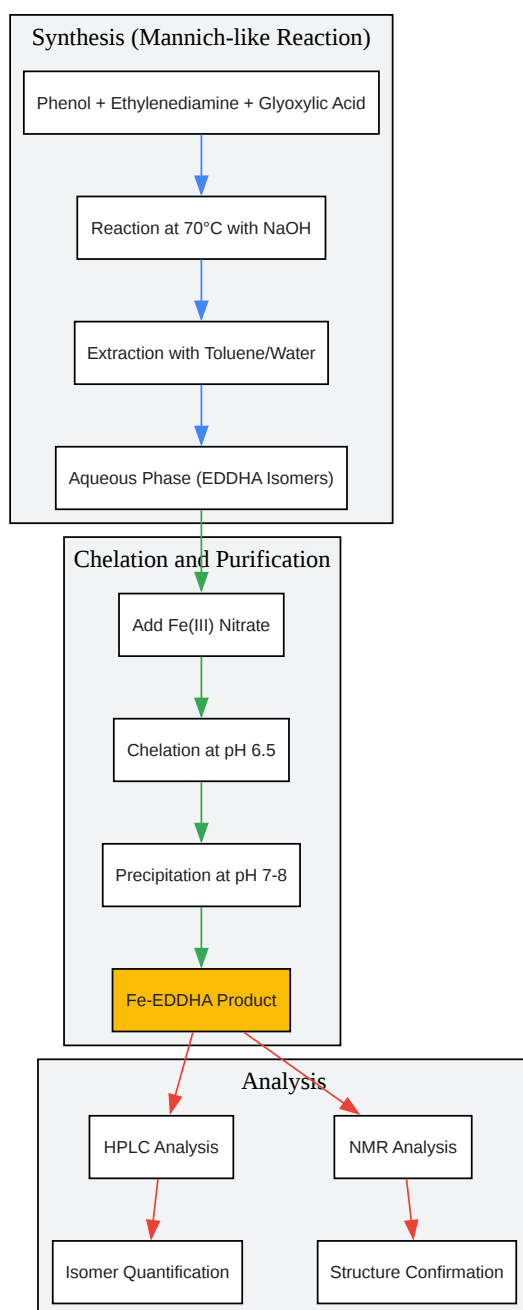 Synthesis (Mannich-like Reaction)
Phenol + Ethylenediamine + Glyoxylic Acid
Reaction at 70°C with NaOH
Extraction with Toluene/Water
Aqueous Phase (EDDHA Isomers)
Chelation and Purification
Add Fe(III) Nitrate
Chelation at pH 6.5
Precipitation at pH 7-8
Fe-EDDHA Product
Analysis
HPLC Analysis
NMR Analysis
Isomer Quantification
Structure Confirmation